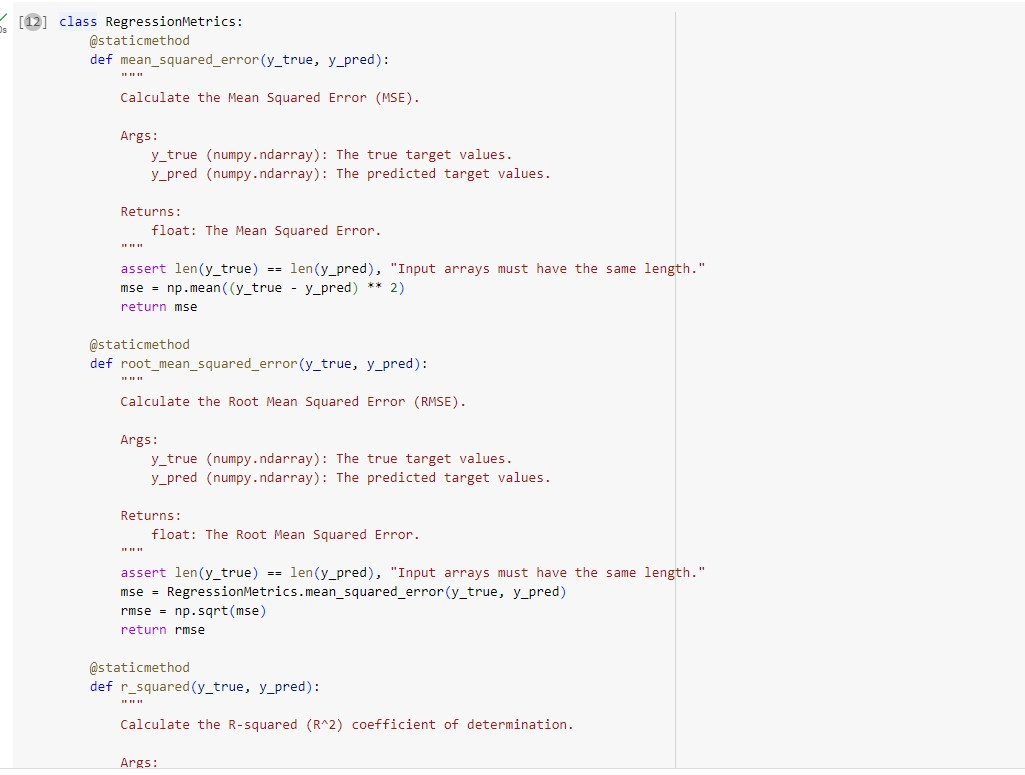 [12] class RegressionMetrics:
    @staticmethod
    def mean_squared_error(y_true, y_pred):
        """
        Calculate the Mean Squared Error (MSE).

        Args:
            y_true (numpy.ndarray): The true target values.
            y_pred (numpy.ndarray): The predicted target values.

        Returns:
            float: The Mean Squared Error.
        """
        assert len(y_true) == len(y_pred), "Input arrays must have the same length."
        mse = np.mean((y_true - y_pred) ** 2)
        return mse

    @staticmethod
    def root_mean_squared_error(y_true, y_pred):
        """
        Calculate the Root Mean Squared Error (RMSE).

        Args:
            y_true (numpy.ndarray): The true target values.
            y_pred (numpy.ndarray): The predicted target values.

        Returns:
            float: The Root Mean Squared Error.
        """
        assert len(y_true) == len(y_pred), "Input arrays must have the same length."
        mse = RegressionMetrics.mean_squared_error(y_true, y_pred)
        rmse = np.sqrt(mse)
        return rmse

    @staticmethod
    def r_squared(y_true, y_pred):
        """
        Calculate the R-squared (R^2) coefficient of determination.

        Args: